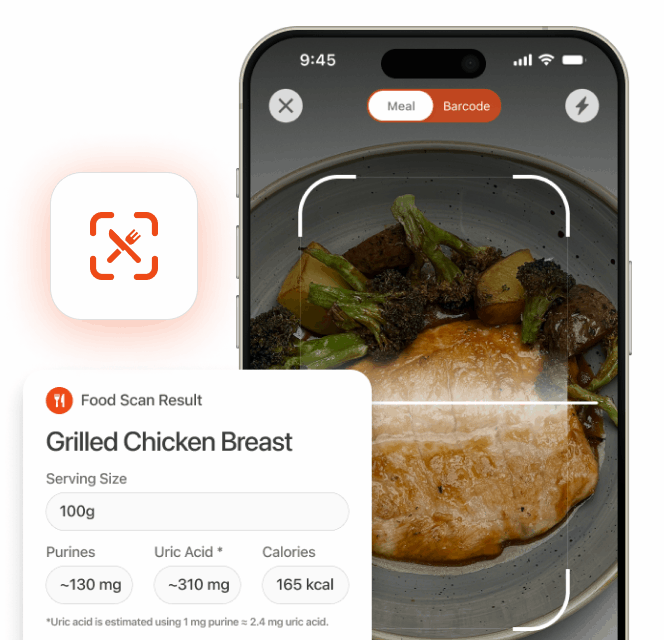 9:45
Meal Barcode
Food Scan Result
Grilled Chicken Breast
Serving Size
100g
Purines Uric Acid * Calories
~130 mg ~310 mg 165 kcal
*Uric acid is estimated using 1 mg purine ≈ 2.4 mg uric acid.